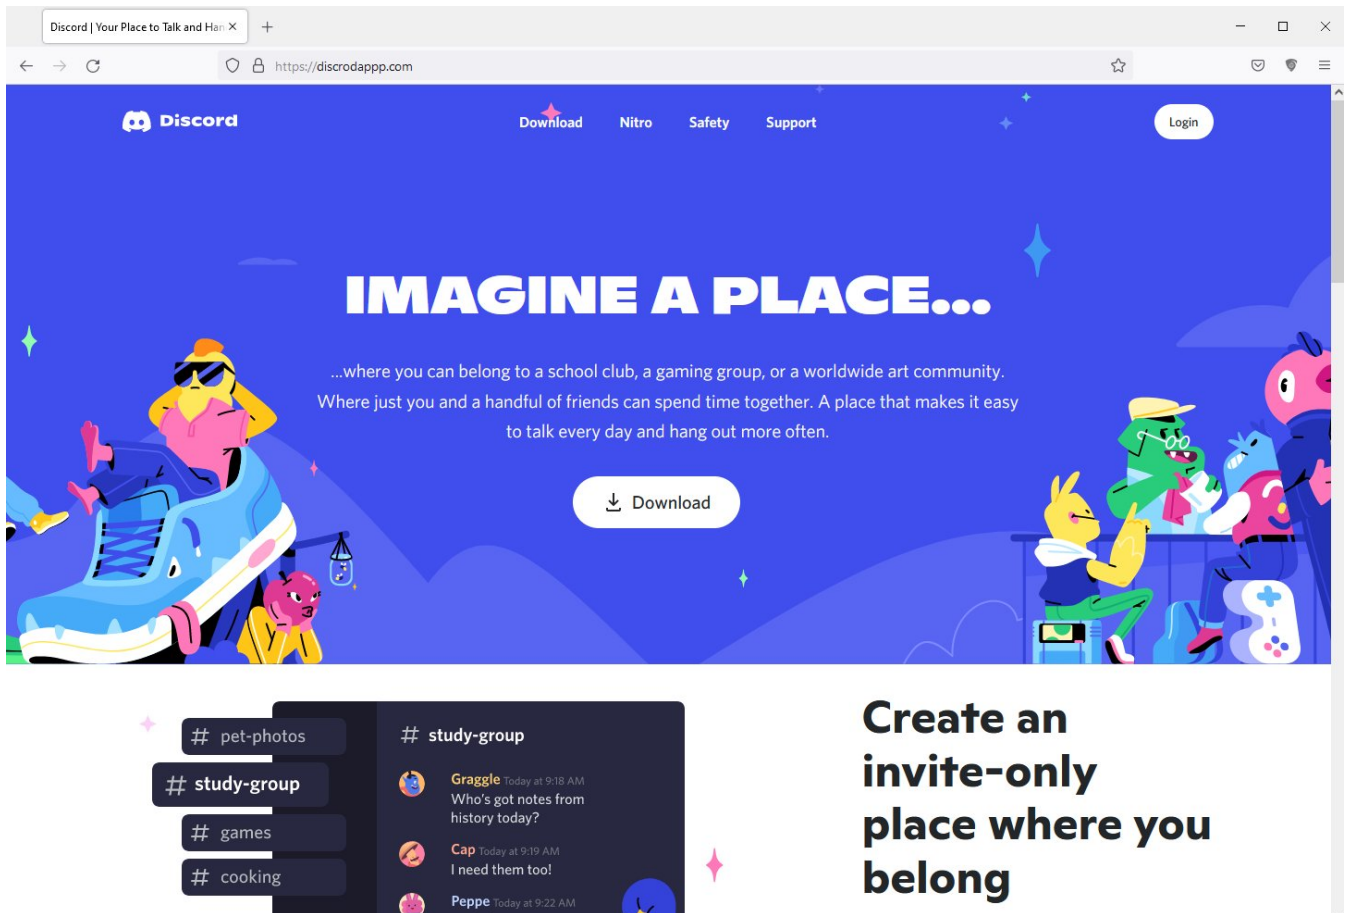 Discord | Your Place to Talk and Han
https://discrodappp.com
Discord
Download Nitro Safety Support
Login
IMAGINE A PLACE...
...where you can belong to a school club, a gaming group, or a worldwide art community.
Where just you and a handful of friends can spend time together. A place that makes it easy
to talk every day and hang out more often.
Download
# pet-photos
# study-group
# games
# cooking
# study-group
Graggle Today at 9:18 AM
Who's got notes from
history today?
Cap Today at 9:19 AM
I need them too!
Peppe Today at 9:22 AM
Create an
invite-only
place where you
belong